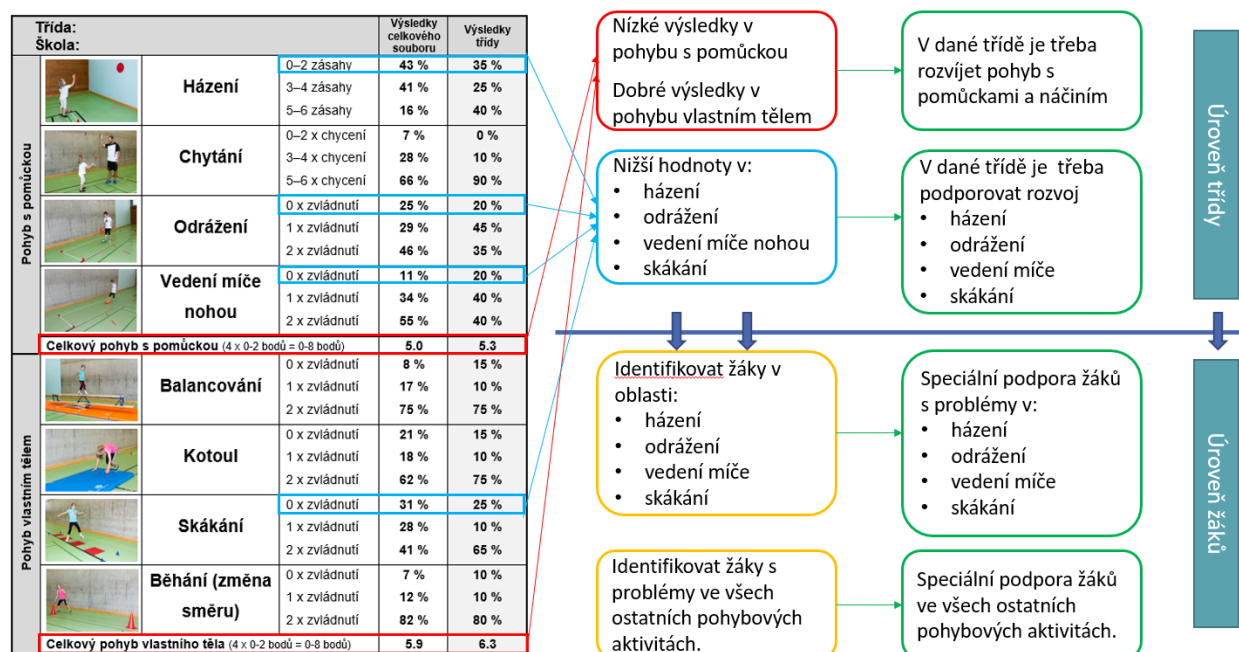 Třída:
Škola:
Výsledky
celkového
souboru
Výsledky
třídy
Pohyb s pomůckou
Házení
0–2 zásahy 43 % 35 %
3–4 zásahy 41 % 25 %
5–6 zásahy 16 % 40 %
Chytání
0–2 x chycení 7 % 0 %
3–4 x chycení 28 % 10 %
5–6 x chycení 66 % 90 %
Odrážení
0 x zvládnutí 25 % 20 %
1 x zvládnutí 29 % 45 %
2 x zvládnutí 46 % 35 %
Vedení míče
nohou
0 x zvládnutí 11 % 20 %
1 x zvládnutí 34 % 40 %
2 x zvládnutí 55 % 40 %
Celkový pohyb s pomůckou (4 x 0-2 bodů = 0-8 bodů) 5.0 5.3
Pohyb vlastním tělem
Balancování
0 x zvládnutí 8 % 15 %
1 x zvládnutí 17 % 10 %
2 x zvládnutí 75 % 75 %
Kotoul
0 x zvládnutí 21 % 15 %
1 x zvládnutí 18 % 10 %
2 x zvládnutí 62 % 75 %
Skákání
0 x zvládnutí 31 % 25 %
1 x zvládnutí 28 % 10 %
2 x zvládnutí 41 % 65 %
Běhání (změna
směru)
0 x zvládnutí 7 % 10 %
1 x zvládnutí 12 % 10 %
2 x zvládnutí 82 % 80 %
Celkový pohyb vlastního těla (4 x 0-2 bodů = 0-8 bodů) 5.9 6.3
Nízké výsledky v
pohybu s pomůckou
Dobré výsledky v
pohybu vlastním tělem
V dané třídě je třeba
rozvíjet pohyb s
pomůckami a náčiním
Nižší hodnoty v:
• házení
• odrážení
• vedení míče nohou
• skákání
V dané třídě je třeba
podporovat rozvoj
• házení
• odrážení
• vedení míče
• skákání
Úroveň třídy
Identifikovat žáky v
oblasti:
• házení
• odrážení
• vedení míče
• skákání
Speciální podpora žáků
s problémy v:
• házení
• odrážení
• vedení míče
• skákání
Identifikovat žáky s
problémy ve všech
ostatních pohybových
aktivitách.
Speciální podpora žáků
ve všech ostatních
pohybových aktivitách.
Úroveň žáků